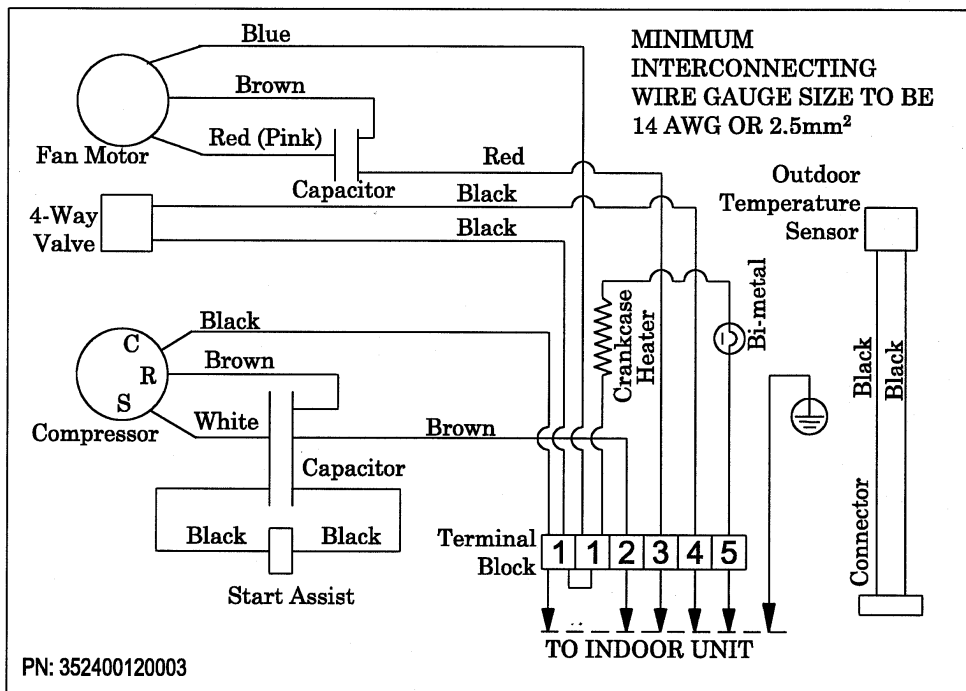 Blue
MINIMUM
INTERCONNECTING
WIRE GAUGE SIZE TO BE
14 AWG OR 2.5mm²
Brown
Red (Pink)
Fan Motor
Capacitor
Red
Black
4-Way
Valve
Black
Outdoor
Temperature
Sensor
Crankcase
Heater
Bi-metal
Black
Black
C
R
S
Black
Brown
White
Compressor
Brown
Capacitor
Black
Black
Start Assist
Terminal
Block
1 1 2 3 4 5
Connector
TO INDOOR UNIT
PN: 352400120003